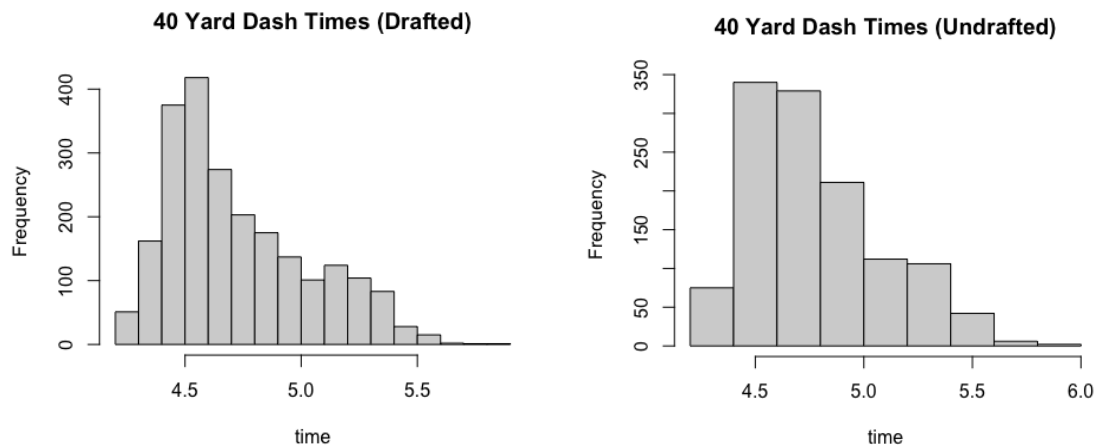 40 Yard Dash Times (Drafted)
Frequency
0 100 200 300 400
4.5 5.0 5.5
time
40 Yard Dash Times (Undrafted)
Frequency
0 50 150 250 350
4.5 5.0 5.5 6.0
time